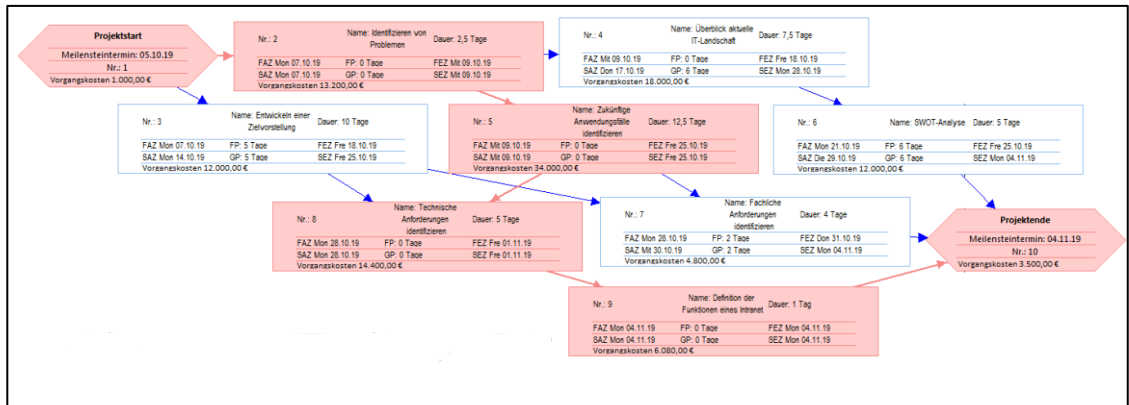 Projektstart
Meilensteintermin: 05.10.19
Nr.: 1
Vorgangskosten 1.000,00 €
Nr.: 2
Name: Identifizieren von
Problemen
Dauer: 2,5 Tage
FAZ Mon 07.10.19 FP: 0 Tage FEZ Mit 09.10.19
SAZ Mon 07.10.19 GP: 0 Tage SEZ Mit 09.10.19
Vorgangskosten 13.200,00 €
Nr.: 4
Name: Überblick aktuelle
IT-Landschaft
Dauer: 7,5 Tage
FAZ Mit 09.10.19 FP: 0 Tage FEZ Fre 18.10.19
SAZ Don 17.10.19 GP: 6 Tage SEZ Mon 28.10.19
Vorgangskosten 18.000,00 €
Nr.: 3
Name: Entwickeln einer
Zielvorstellung
Dauer: 10 Tage
FAZ Mon 07.10.19 FP: 5 Tage FEZ Fre 18.10.19
SAZ Mon 14.10.19 GP: 5 Tage SEZ Fre 25.10.19
Vorgangskosten 12.000,00 €
Nr.: 5
Name: Zukünftige
Anwendungsfälle
identifizieren
Dauer: 12,5 Tage
FAZ Mit 09.10.19 FP: 0 Tage FEZ Fre 25.10.19
SAZ Mit 09.10.19 GP: 0 Tage SEZ Fre 25.10.19
Vorgangskosten 34.000,00 €
Nr.: 6 Name: SWOT-Analyse Dauer: 5 Tage
FAZ Mon 21.10.19 FP: 6 Tage FEZ Fre 25.10.19
SAZ Die 29.10.19 GP: 6 Tage SEZ Mon 04.11.19
Vorgangskosten 12.000,00 €
Nr.: 8
Name: Technische
Anforderungen
identifizieren
Dauer: 5 Tage
FAZ Mon 28.10.19 FP: 0 Tage FEZ Fre 01.11.19
SAZ Mon 28.10.19 GP: 0 Tage SEZ Fre 01.11.19
Vorgangskosten 14.400,00 €
Nr.: 7
Name: Fachliche
Anforderungen
identifizieren
Dauer: 4 Tage
FAZ Mon 28.10.19 FP: 2 Tage FEZ Don 31.10.19
SAZ Mit 30.10.19 GP: 2 Tage SEZ Mon 04.11.19
Vorgangskosten 4.800,00 €
Projektende
Meilensteintermin: 04.11.19
Nr.: 10
Vorgangskosten 3.500,00 €
Nr.: 9
Name: Definition der
Funktionen eines Intranet
Dauer: 1 Tag
FAZ Mon 04.11.19 FP: 0 Tage FEZ Mon 04.11.19
SAZ Mon 04.11.19 GP: 0 Tage SEZ Mon 04.11.19
Vorgangskosten 6.080,00 €